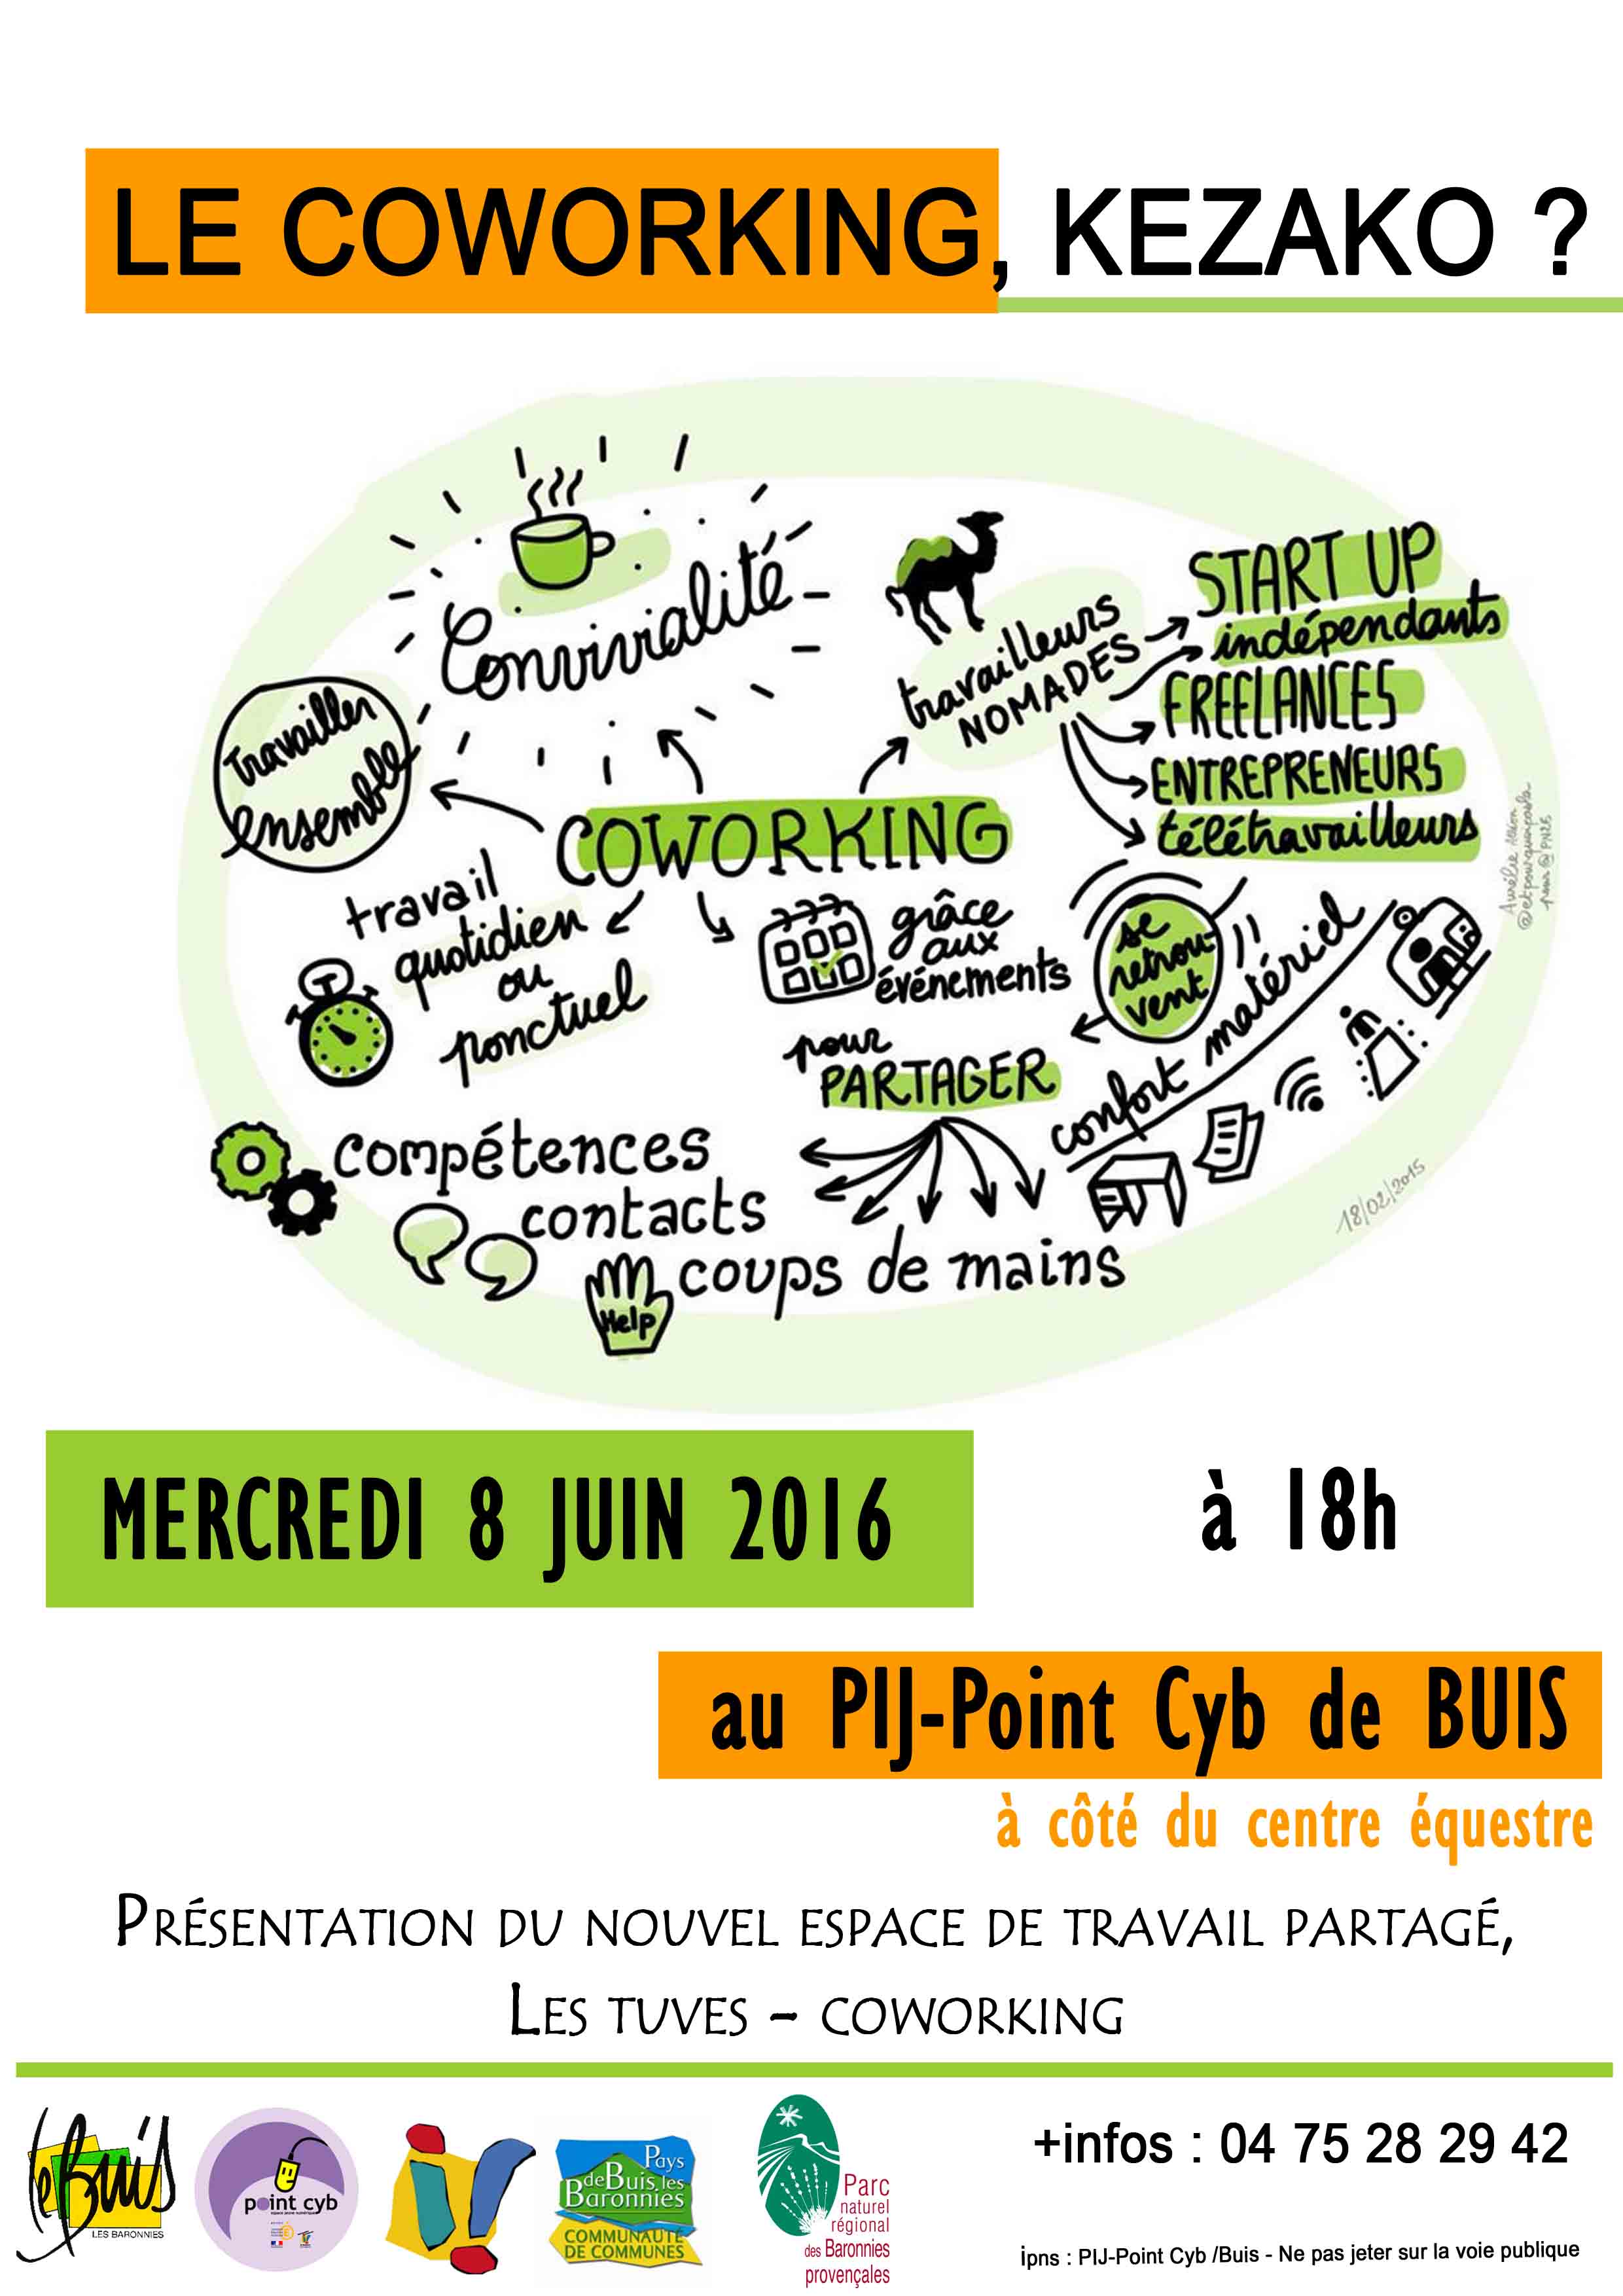 LE COWORKING, KEZAKO ?
Convivialité
travailleurs
NOMADES
START UP
indépendants
FREELANCES
ENTREPRENEURS
télétravailleurs
travailler
ensemble
COWORKING
travail
quotidien
ou
ponctuel
grâce
aux
événements
se
retrou
vent
pour
PARTAGER
confort matériel
compétences
contacts
coups de mains
Help
18/02/2015
MERCREDI 8 JUIN 2016
à 18h
au PIJ-Point Cyb de BUIS
à côté du centre équestre
PRÉSENTATION DU NOUVEL ESPACE DE TRAVAIL PARTAGÉ,
LES TUVES – COWORKING
le Buis
LES BARONNIES
point cyb
Pays
de Buis les
Baronnies
COMMUNAUTÉ
DE COMMUNES
Parc
naturel
régional
des Baronnies
provençales
+infos : 04 75 28 29 42
ipns : PIJ-Point Cyb /Buis - Ne pas jeter sur la voie publique